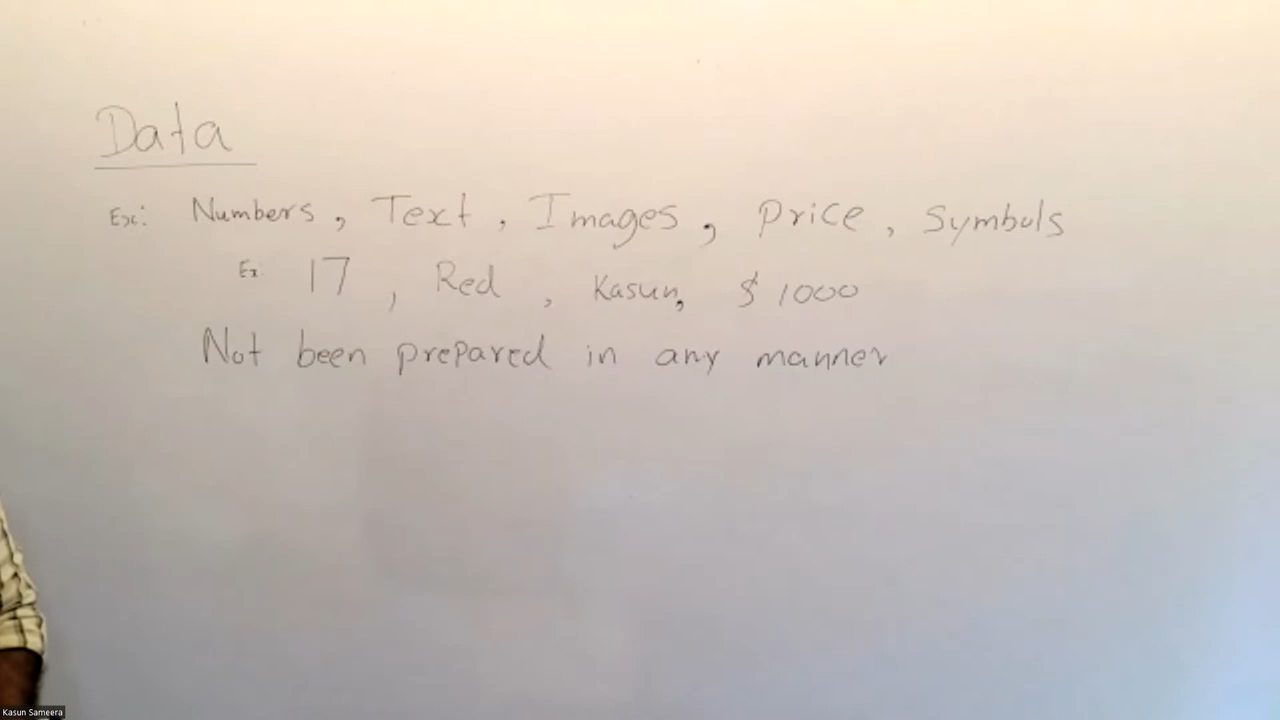 Data
Ex: Numbers, Text, Images, Price, Symbols
Ex 17, Red, Kasun, $ 1000
Not been prepared in any manner
Kasun Sameera